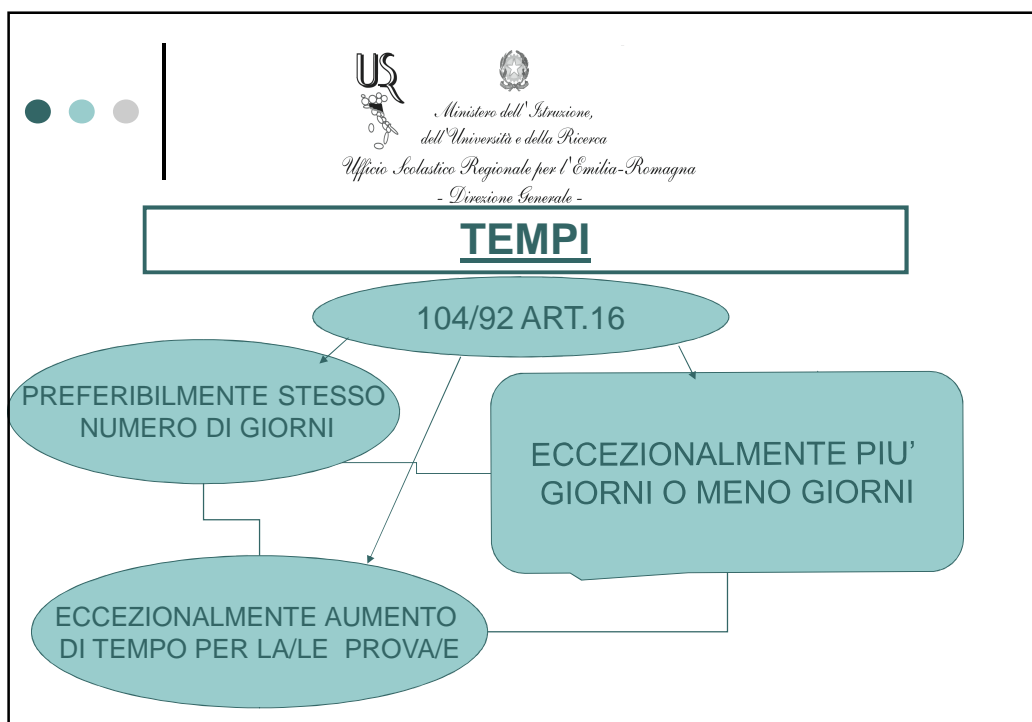 USR
Ministero dell'Istruzione,
dell'Università e della Ricerca
Ufficio Scolastico Regionale per l'Emilia-Romagna
- Direzione Generale -
TEMPI
104/92 ART.16
PREFERIBILMENTE STESSO
NUMERO DI GIORNI
ECCEZIONALMENTE PIU’
GIORNI O MENO GIORNI
ECCEZIONALMENTE AUMENTO
DI TEMPO PER LA/LE PROVA/E